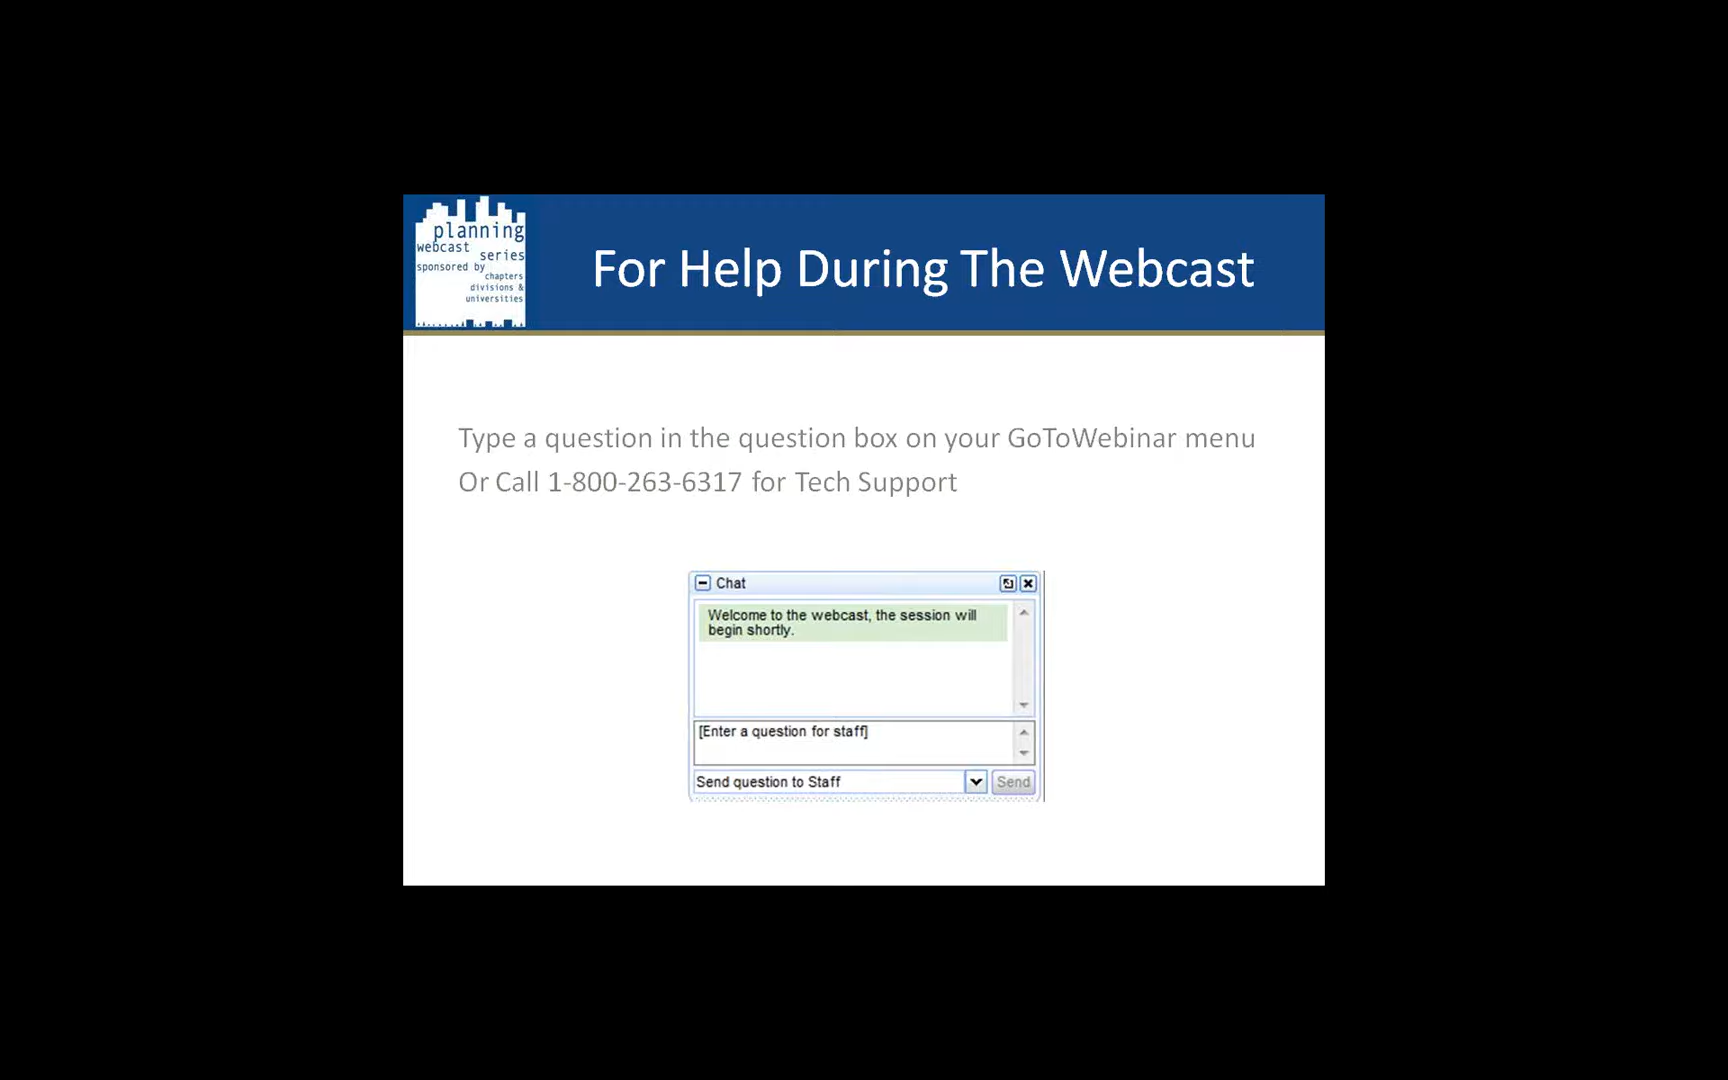 planning
webcast
series
sponsored by
chapters
divisions &
universities
For Help During The Webcast
Type a question in the question box on your GoToWebinar menu
Or Call 1-800-263-6317 for Tech Support
Chat
Welcome to the webcast, the session will
begin shortly.
[Enter a question for staff]
Send question to Staff
Send